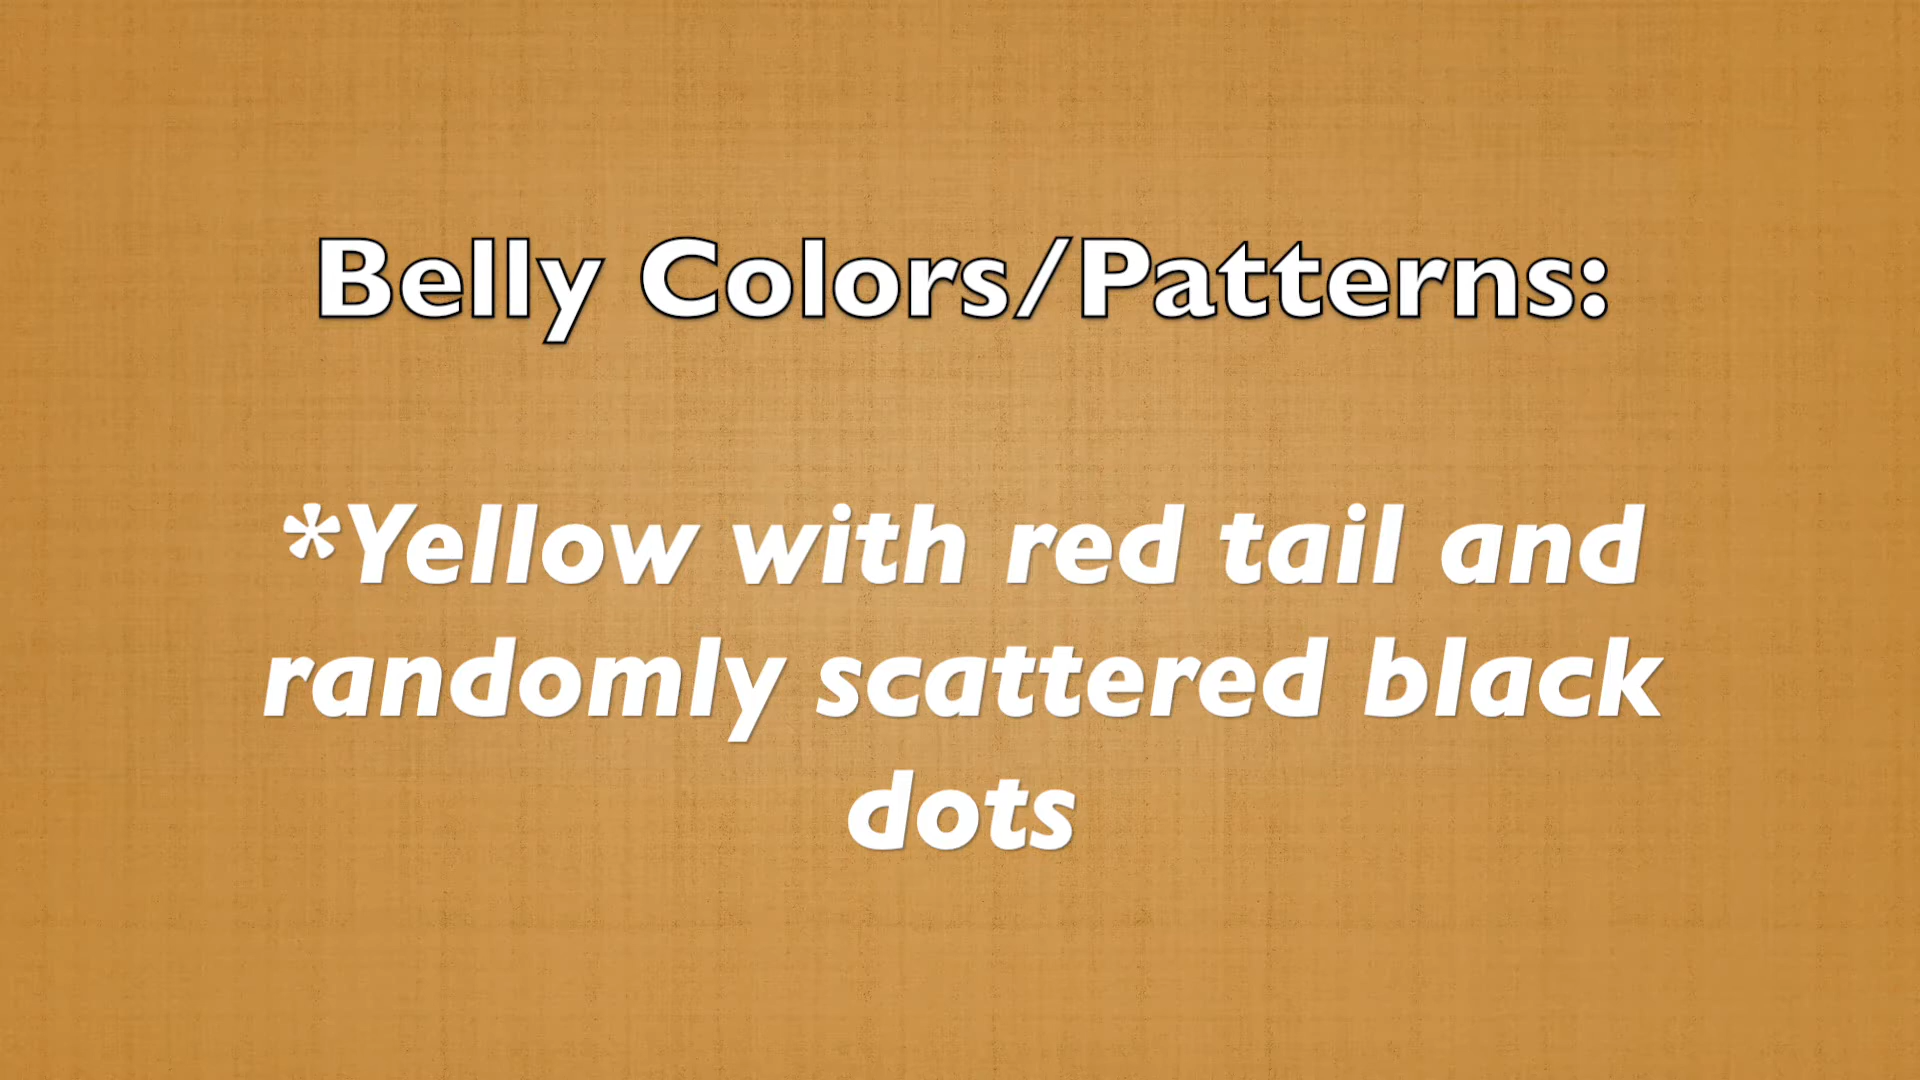 Belly Colors/Patterns:
*Yellow with red tail and
randomly scattered black
dots